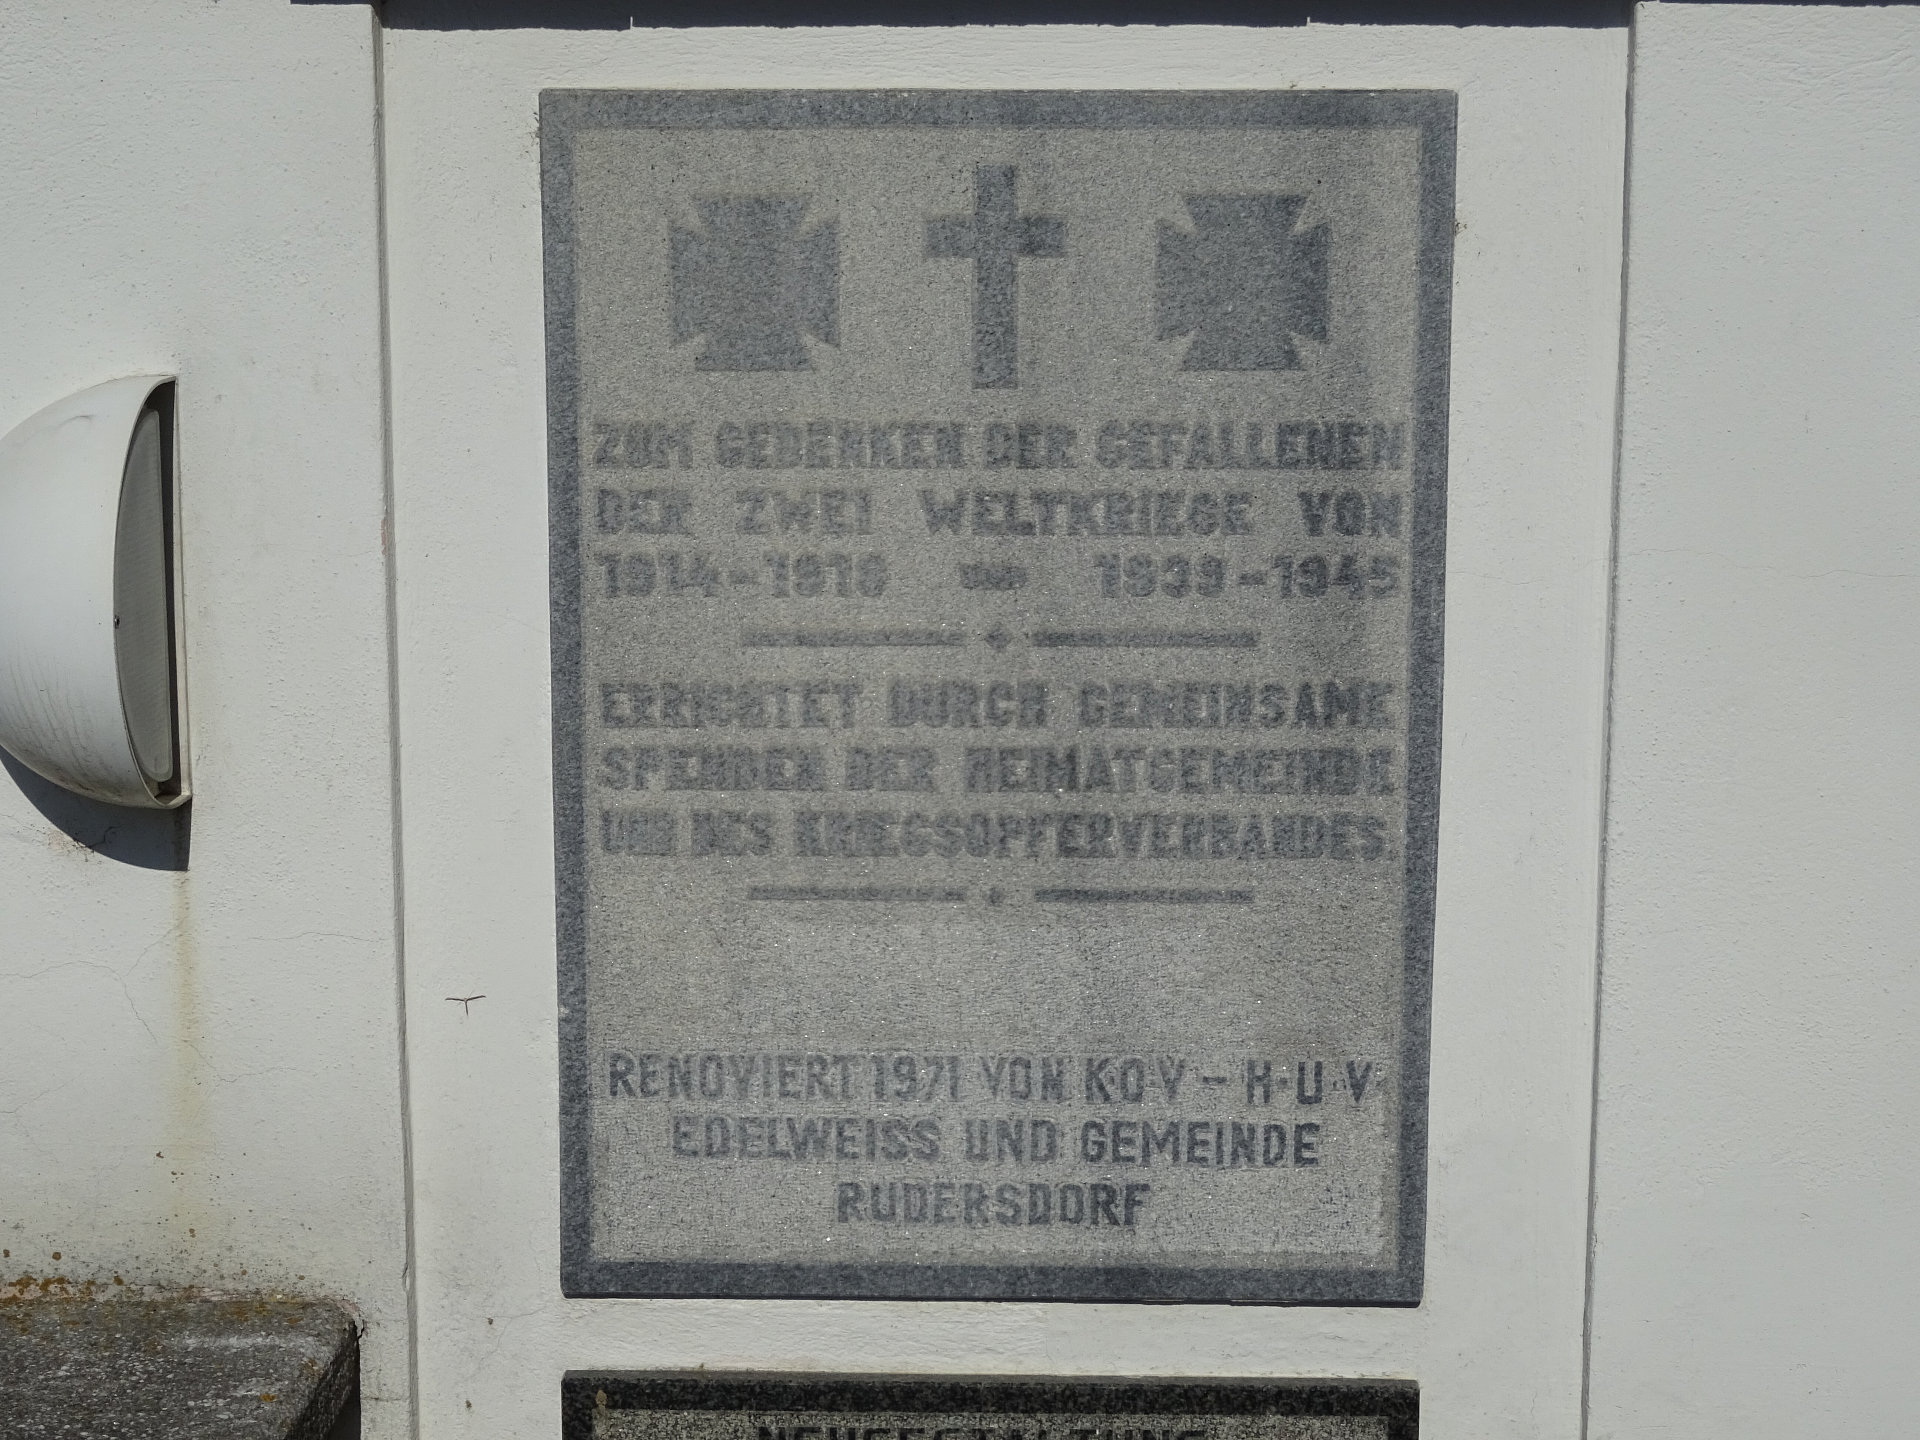 ZUM GEDENKEN DER GEFALLENEN
DER ZWEI WELTKRIEGE VON
1914-1918 UND 1939-1945
ERRICHTET DURCH GEMEINSAME
SPENDEN DER HEIMATGEMEINDE
UND DES KRIEGSOPFERVERBANDES.
RENOVIERT 1971 VON K·O·V - H·U·V
EDELWEISS UND GEMEINDE
RUDERSDORF
NEUGESTALTUNG